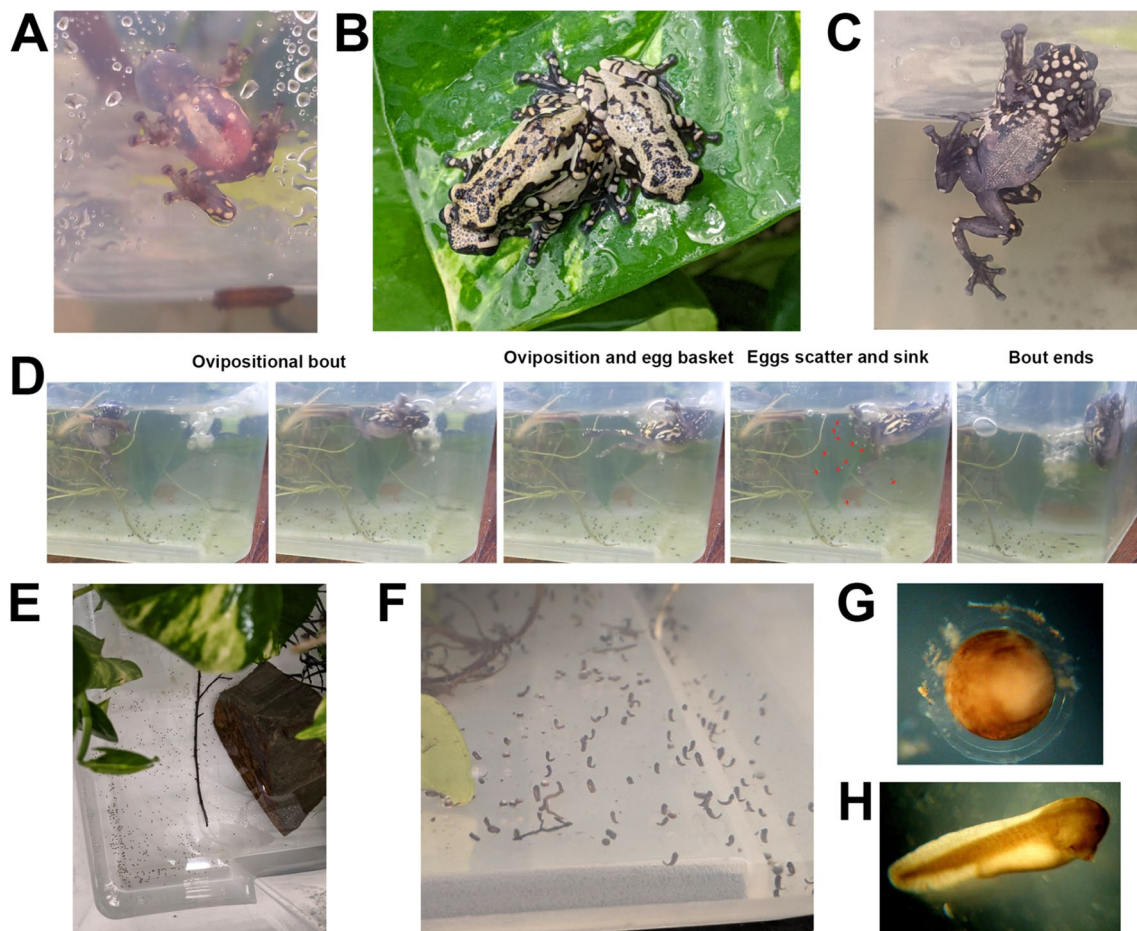 A
B
C
D
Ovipositional bout
Oviposition and egg basket
Eggs scatter and sink
Bout ends
E
F
G
H